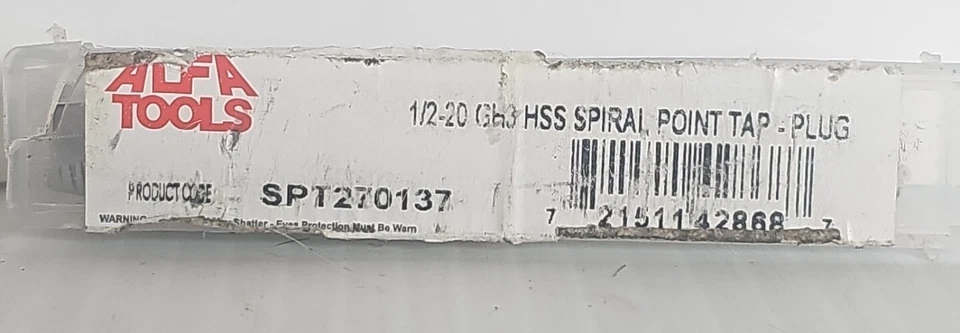 ALFA
TOOLS
1/2-20 GH3 HSS SPIRAL POINT TAP - PLUG
PRODUCT CODE SPT270137
7 21511 42868 7
WARNING Shatter - Eyes Protection Must Be Warn